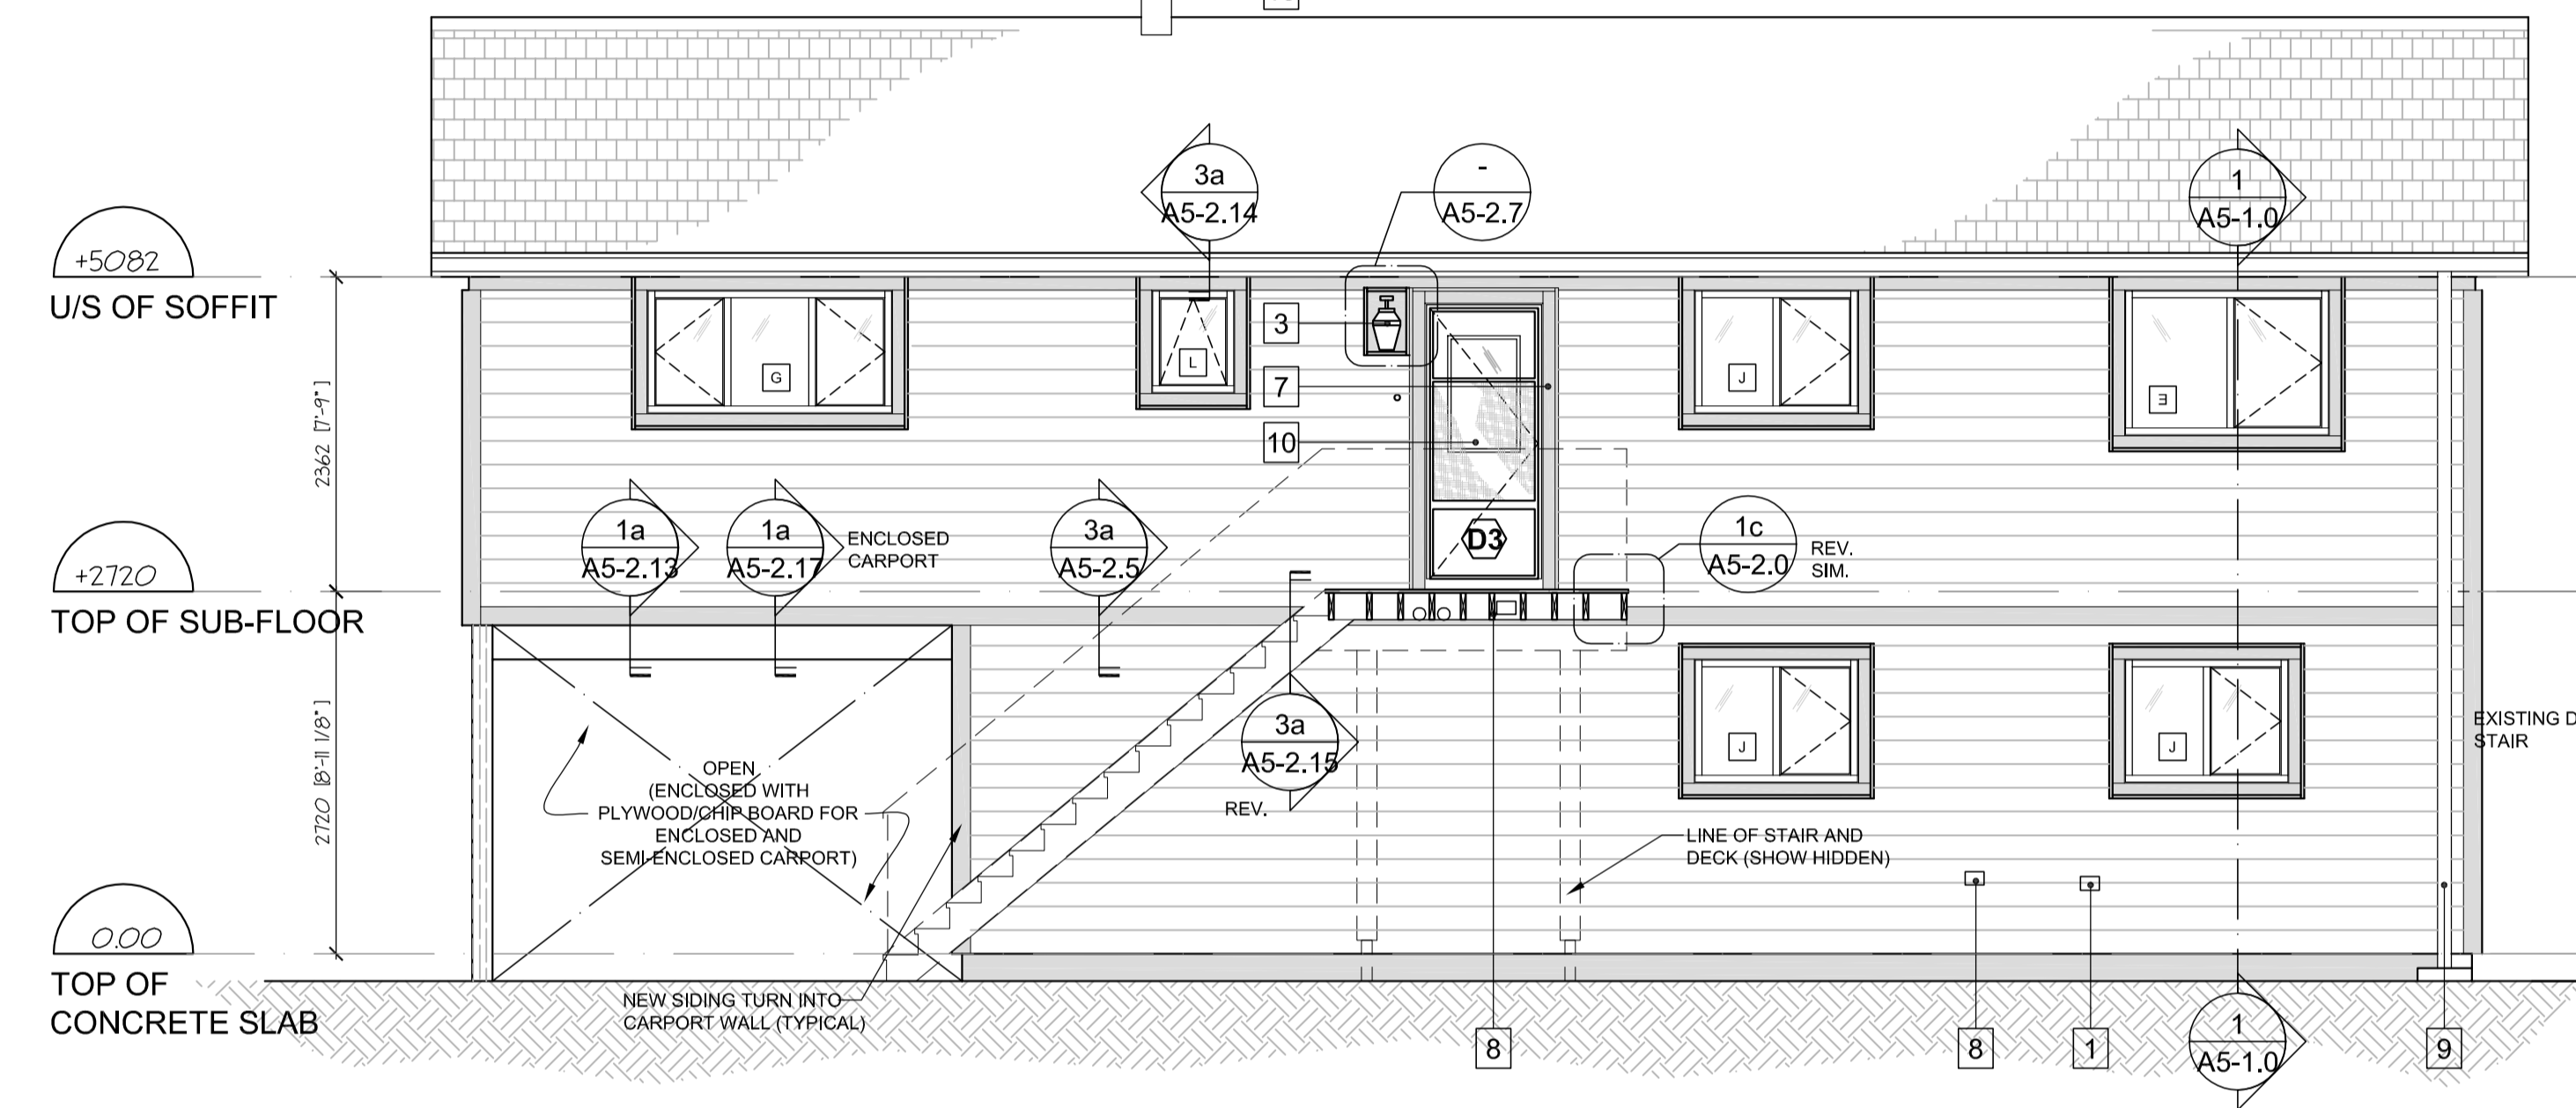 3a
A5-2.14
-
A5-2.7
1
A5-1.0
+5082
U/S OF SOFFIT
3
7
10
G
L
J
E
2362 [7'-9"]
1a
A5-2.13
1a
A5-2.17
ENCLOSED
CARPORT
3a
A5-2.5
D3
1c
A5-2.0
REV.
SIM.
+2720
TOP OF SUB-FLOOR
2720 [8'-11 1/8"]
3a
A5-2.15
REV.
J
J
EXISTING D
STAIR
OPEN
(ENCLOSED WITH
PLYWOOD/CHIP BOARD FOR
ENCLOSED AND
SEMI-ENCLOSED CARPORT)
LINE OF STAIR AND
DECK (SHOW HIDDEN)
0.00
TOP OF
CONCRETE SLAB
NEW SIDING TURN INTO
CARPORT WALL (TYPICAL)
8
8
1
1
A5-1.0
9